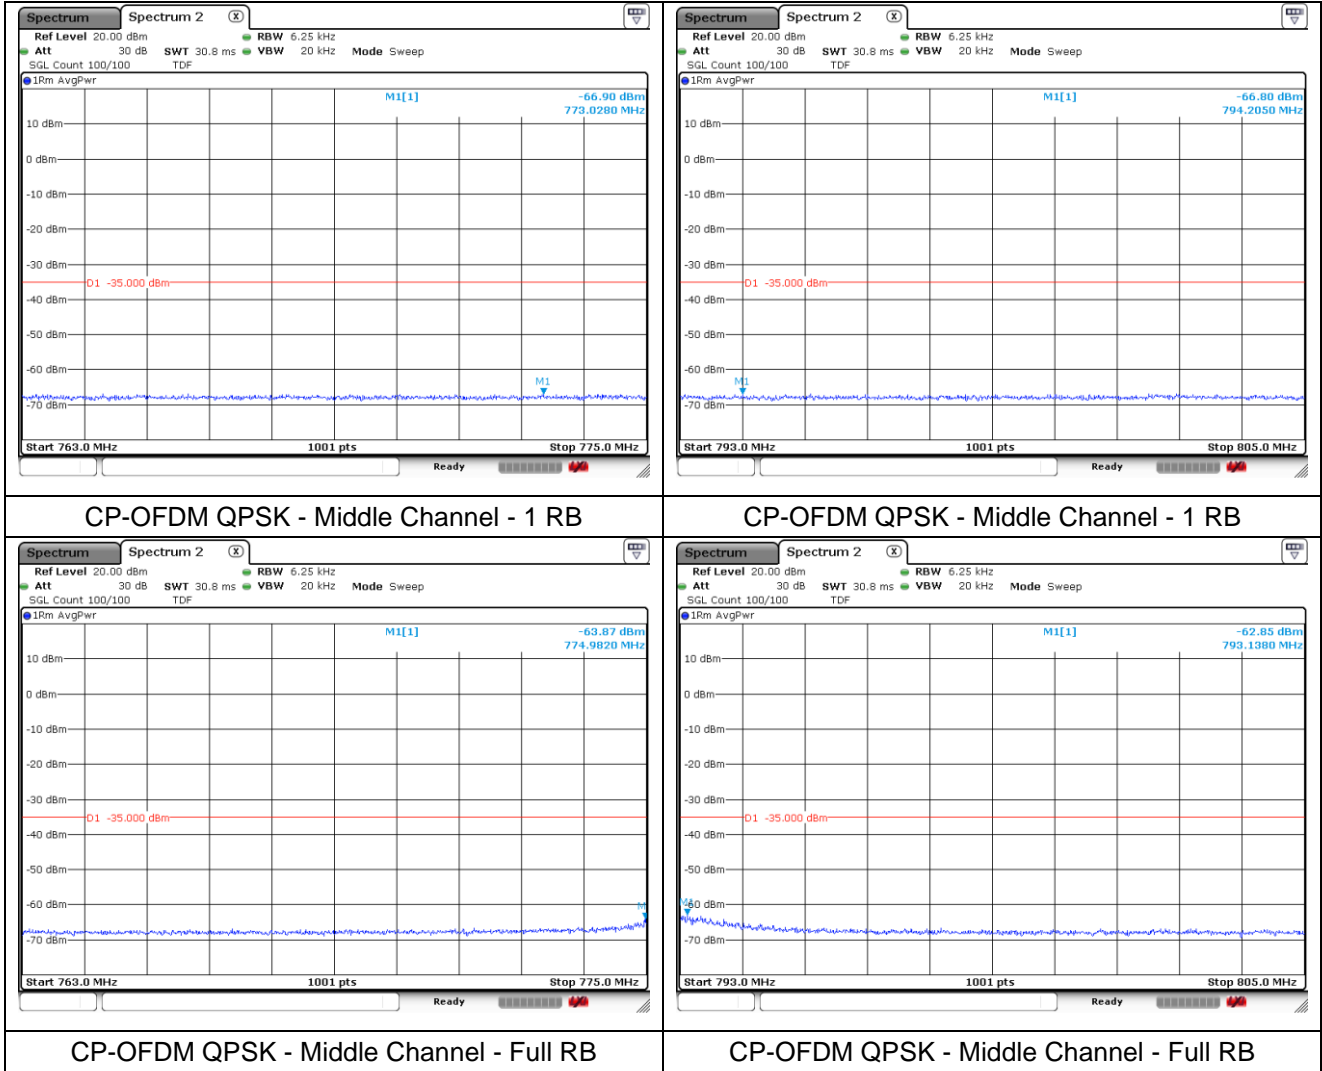 Spectrum Spectrum 2 X
Ref Level 20.00 dBm RBW 6.25 kHz
Att 30 dB SWT 30.8 ms VBW 20 kHz Mode Sweep
SGL Count 100/100 TDF
1Rm AvgPwr
M1[1] -66.90 dBm
773.0280 MHz
10 dBm
0 dBm
-10 dBm
-20 dBm
-30 dBm
D1 -35.000 dBm
-40 dBm
-50 dBm
-60 dBm
M1
-70 dBm
Start 763.0 MHz 1001 pts Stop 775.0 MHz
Ready
CP-OFDM QPSK - Middle Channel - 1 RB
Spectrum Spectrum 2 X
Ref Level 20.00 dBm RBW 6.25 kHz
Att 30 dB SWT 30.8 ms VBW 20 kHz Mode Sweep
SGL Count 100/100 TDF
1Rm AvgPwr
M1[1] -66.80 dBm
794.2050 MHz
10 dBm
0 dBm
-10 dBm
-20 dBm
-30 dBm
D1 -35.000 dBm
-40 dBm
-50 dBm
-60 dBm
M1
-70 dBm
Start 793.0 MHz 1001 pts Stop 805.0 MHz
Ready
CP-OFDM QPSK - Middle Channel - 1 RB
Spectrum Spectrum 2 X
Ref Level 20.00 dBm RBW 6.25 kHz
Att 30 dB SWT 30.8 ms VBW 20 kHz Mode Sweep
SGL Count 100/100 TDF
1Rm AvgPwr
M1[1] -63.87 dBm
774.9820 MHz
10 dBm
0 dBm
-10 dBm
-20 dBm
-30 dBm
D1 -35.000 dBm
-40 dBm
-50 dBm
-60 dBm
M
-70 dBm
Start 763.0 MHz 1001 pts Stop 775.0 MHz
Ready
CP-OFDM QPSK - Middle Channel - Full RB
Spectrum Spectrum 2 X
Ref Level 20.00 dBm RBW 6.25 kHz
Att 30 dB SWT 30.8 ms VBW 20 kHz Mode Sweep
SGL Count 100/100 TDF
1Rm AvgPwr
M1[1] -62.85 dBm
793.1380 MHz
10 dBm
0 dBm
-10 dBm
-20 dBm
-30 dBm
D1 -35.000 dBm
-40 dBm
-50 dBm
-60 dBm
-70 dBm
Start 793.0 MHz 1001 pts Stop 805.0 MHz
Ready
CP-OFDM QPSK - Middle Channel - Full RB